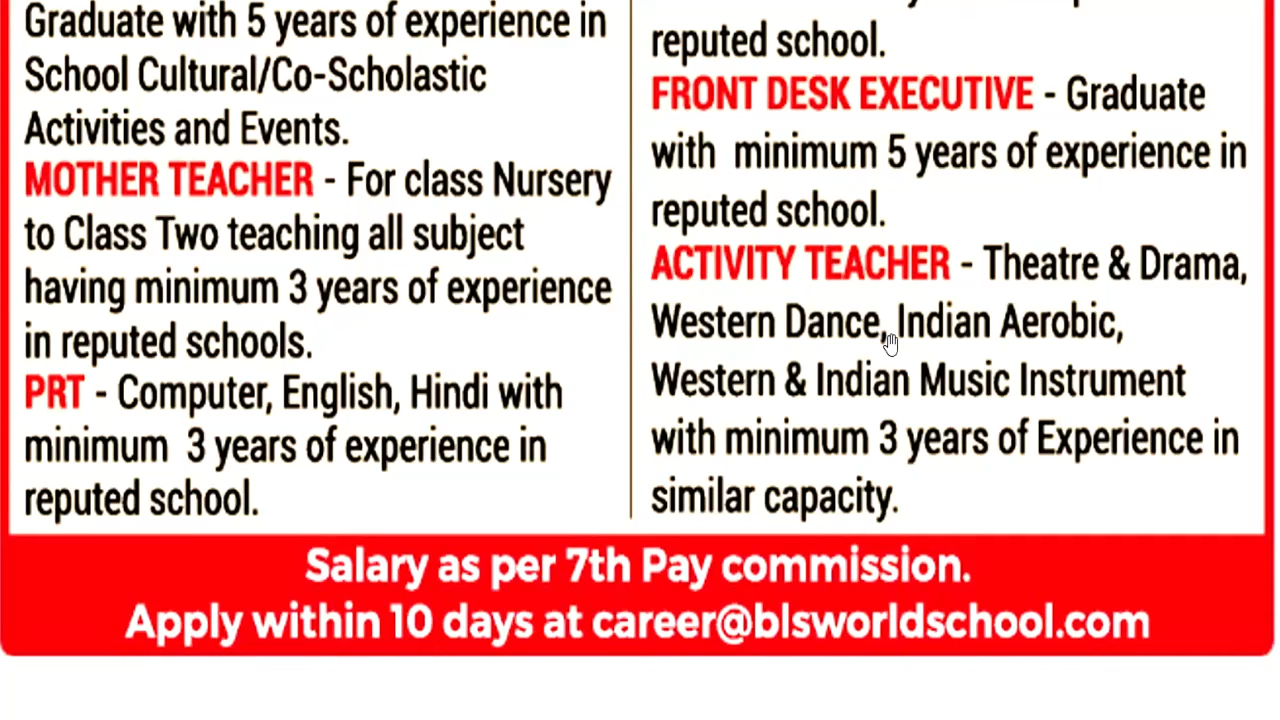 Graduate with 5 years of experience in
School Cultural/Co-Scholastic
Activities and Events.
MOTHER TEACHER - For class Nursery
to Class Two teaching all subject
having minimum 3 years of experience
in reputed schools.
PRT - Computer, English, Hindi with
minimum 3 years of experience in
reputed school.
reputed school.
FRONT DESK EXECUTIVE - Graduate
with minimum 5 years of experience in
reputed school.
ACTIVITY TEACHER - Theatre & Drama,
Western Dance, Indian Aerobic,
Western & Indian Music Instrument
with minimum 3 years of Experience in
similar capacity.
Salary as per 7th Pay commission.
Apply within 10 days at career@blsworldschool.com